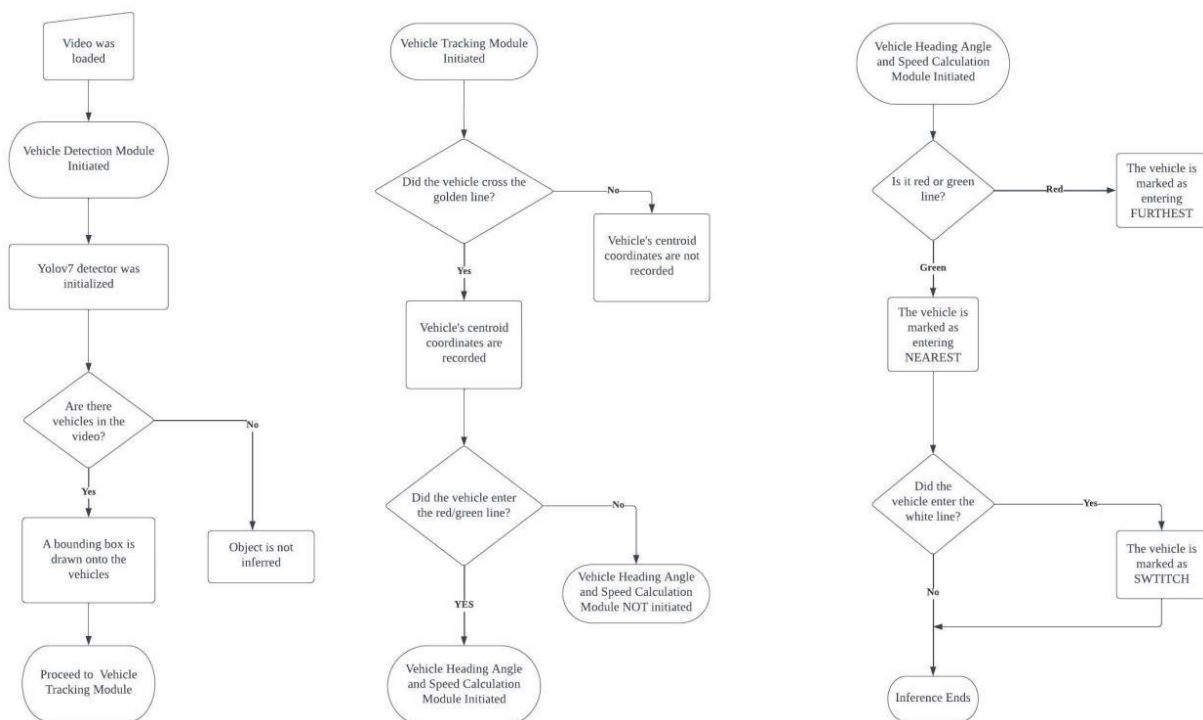 Video was
loaded
Vehicle Detection Module
Initiated
Yolov7 detector was
initialized
Are there
vehicles in the
video?
No
Yes
A bounding box is
drawn onto the
vehicles
Object is not
inferred
Proceed to Vehicle
Tracking Module
Vehicle Tracking Module
Initiated
Did the vehicle cross the
golden line?
No
Vehicle's centroid
coordinates are not
recorded
Yes
Vehicle's centroid
coordinates are
recorded
Did the vehicle enter
the red/green line?
No
Vehicle Heading Angle
and Speed Calculation
Module NOT initiated
YES
Vehicle Heading Angle
and Speed Calculation
Module Initiated
Vehicle Heading Angle
and Speed Calculation
Module Initiated
Is it red or green
line?
Red
The vehicle is
marked as
entering
FURTHEST
Green
The vehicle is
marked as
entering
NEAREST
Did the
vehicle enter the
white line?
Yes
The vehicle is
marked as
SWTITCH
No
Inference Ends